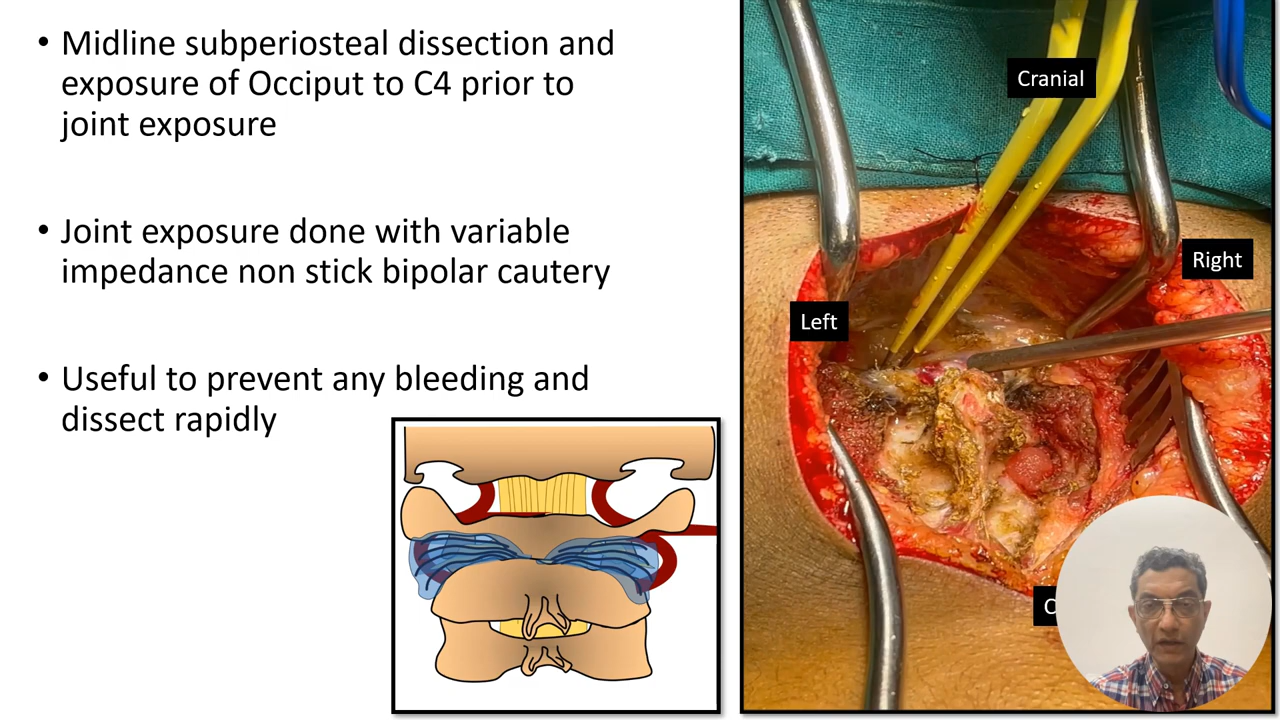 • Midline subperiosteal dissection and
exposure of Occiput to C4 prior to
joint exposure
• Joint exposure done with variable
impedance non stick bipolar cautery
• Useful to prevent any bleeding and
dissect rapidly
Cranial
Right
Left